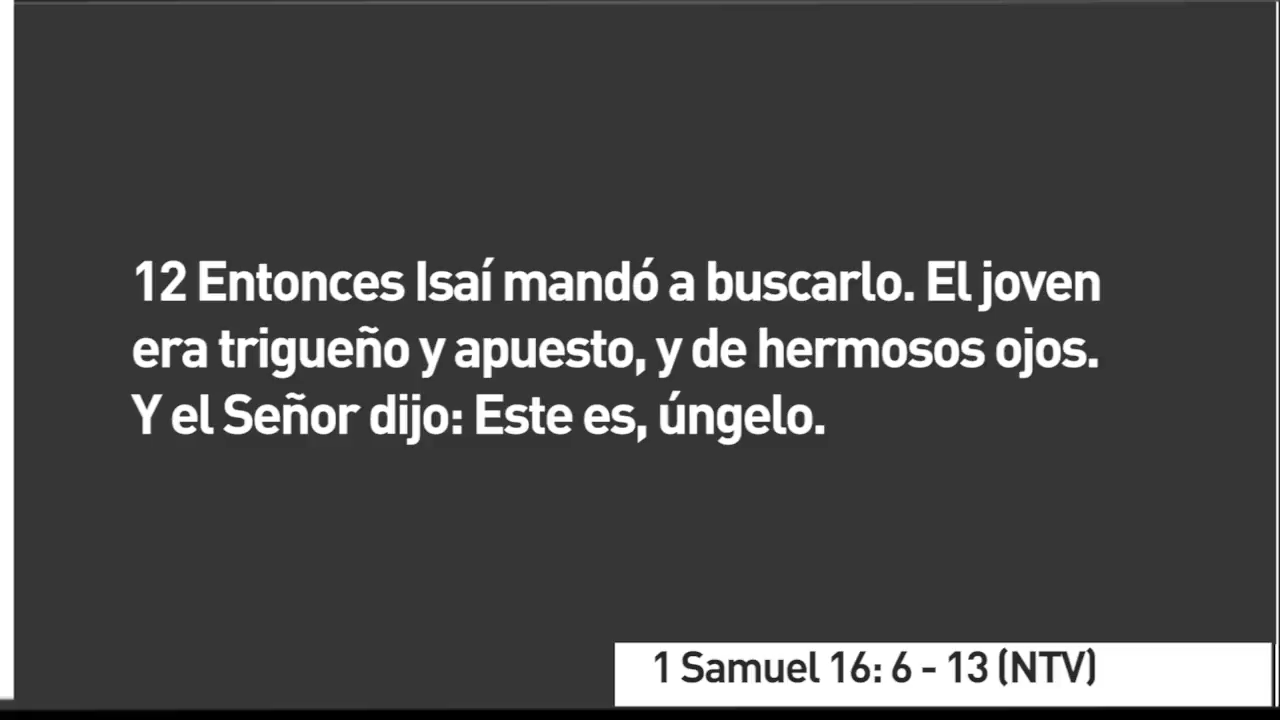 12 Entonces Isaí mandó a buscarlo. El joven
era trigueño y apuesto, y de hermosos ojos.
Y el Señor dijo: Este es, úngelo.
1 Samuel 16: 6 - 13 (NTV)